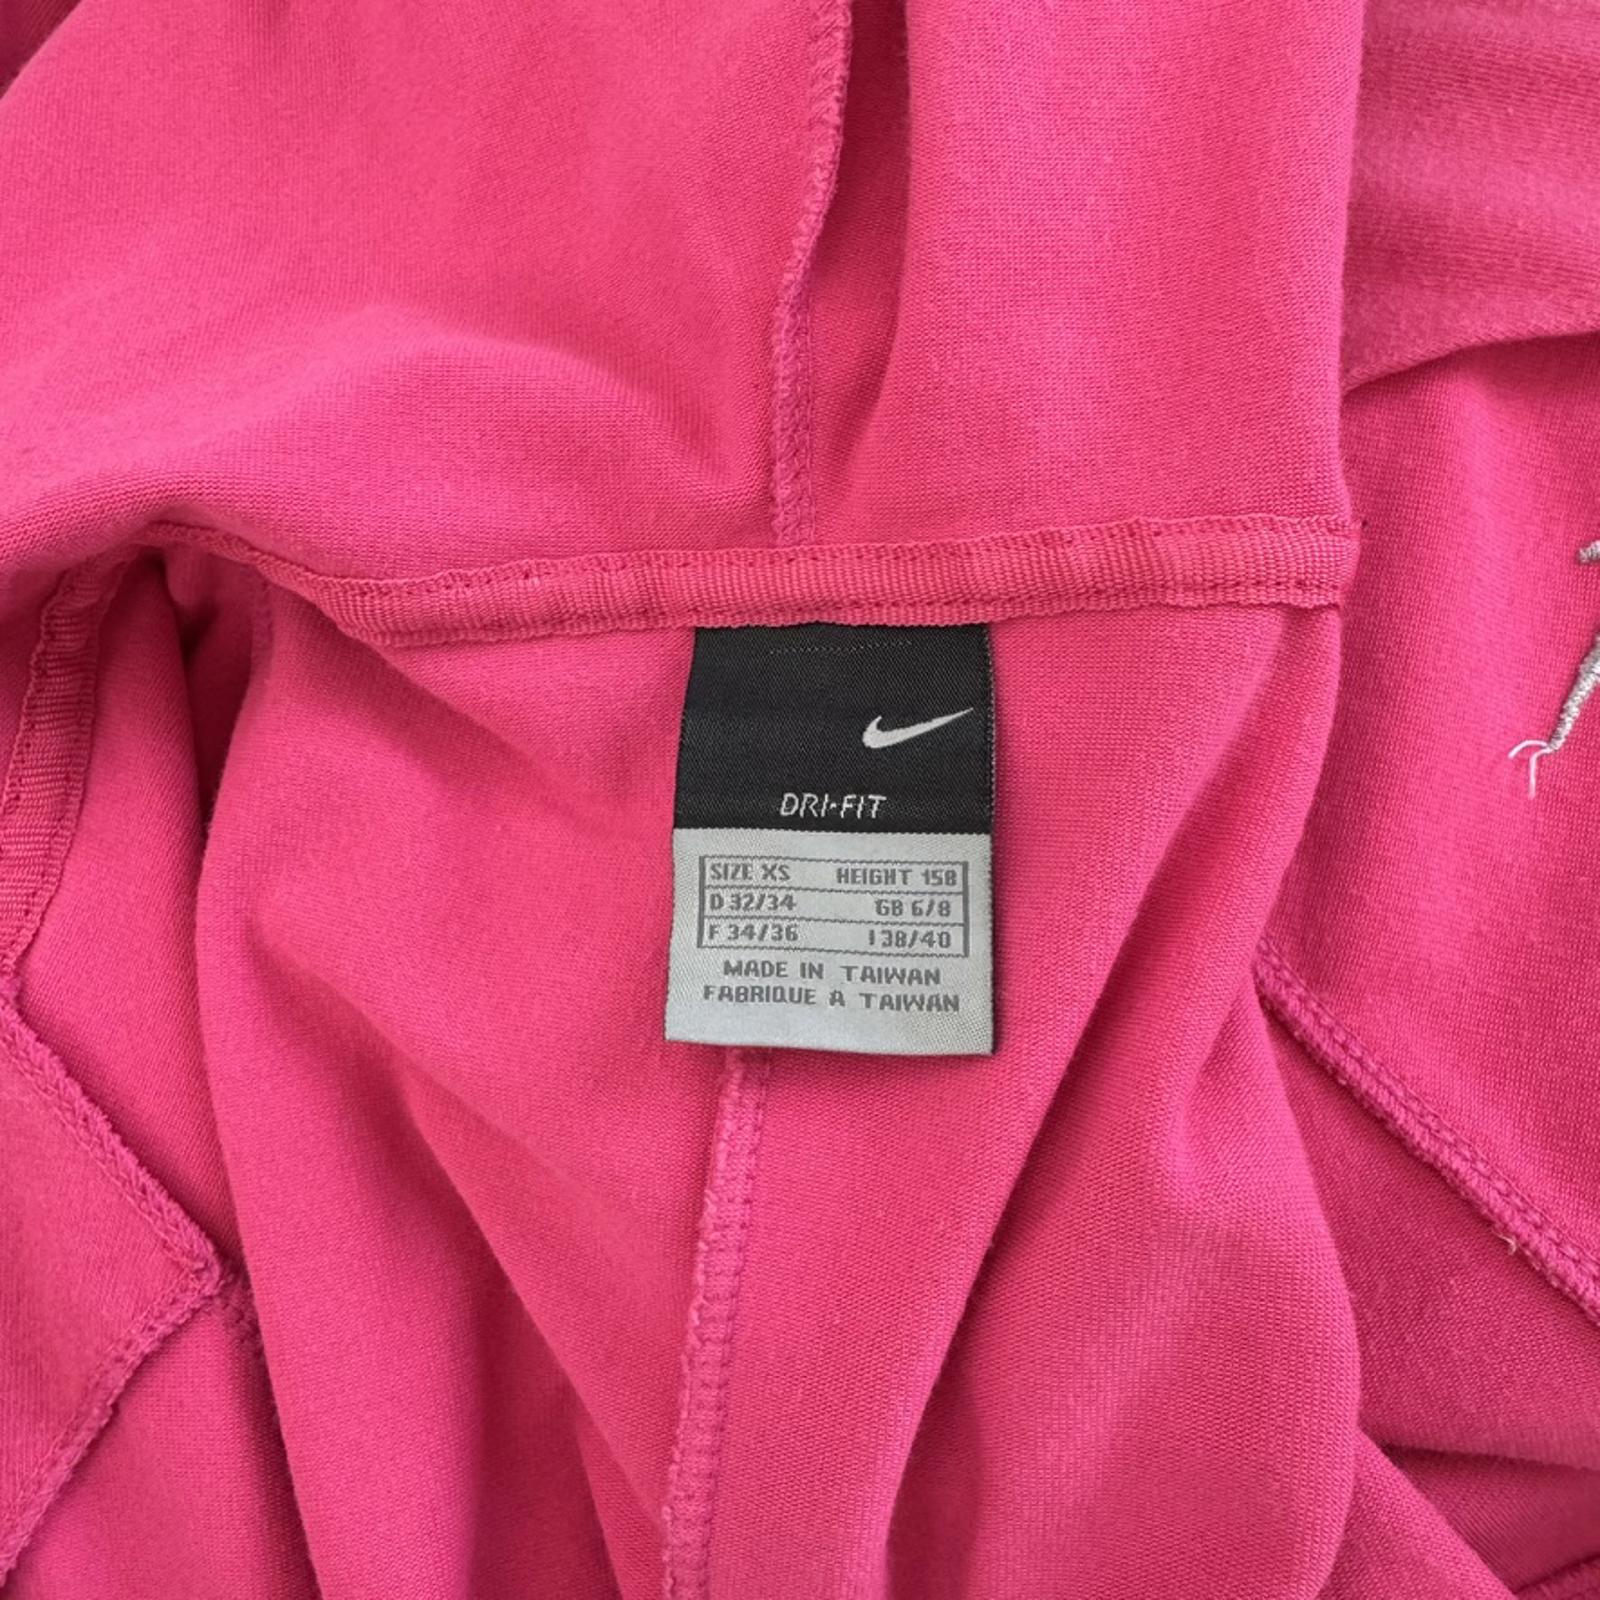 DRI-FIT
SIZE XS HEIGHT 158
D 32/34 GB 6/8
F 34/36 I 38/40
MADE IN TAIWAN
FABRIQUE A TAIWAN